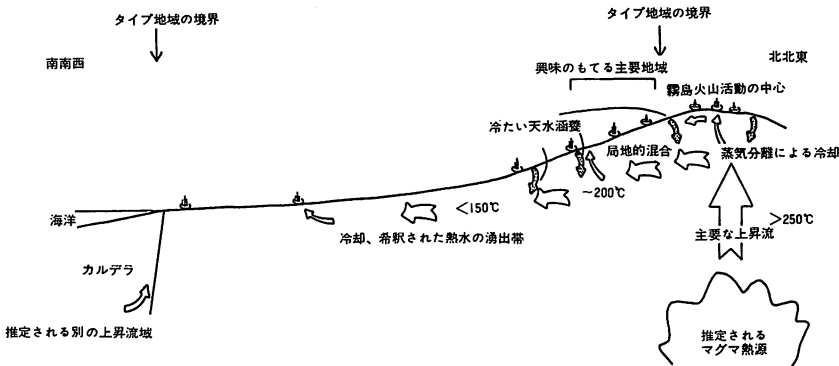 タイプ地域の境界
タイプ地域の境界
南南西
北北東
興味のもてる主要地域
霧島火山活動の中心
冷たい天水涵養
局地的混合
蒸気分離による冷却
~200℃
<150℃
>250℃
海洋
主要な上昇流
冷却、希釈された熱水の湧出帯
カルデラ
推定される別の上昇流域
推定される
マグマ熱源